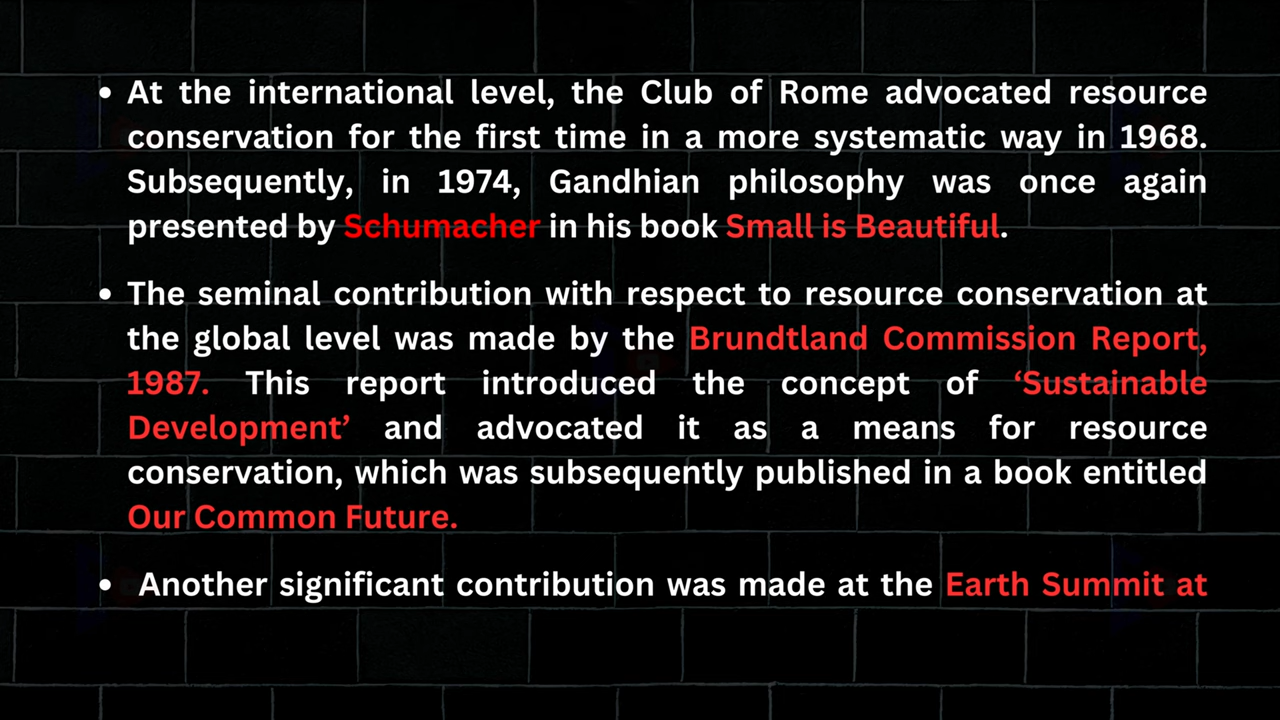 • At the international level, the Club of Rome advocated resource
conservation for the first time in a more systematic way in 1968.
Subsequently, in 1974, Gandhian philosophy was once again
presented by Schumacher in his book Small is Beautiful.
• The seminal contribution with respect to resource conservation at
the global level was made by the Brundtland Commission Report,
1987. This report introduced the concept of ‘Sustainable
Development’ and advocated it as a means for resource
conservation, which was subsequently published in a book entitled
Our Common Future.
• Another significant contribution was made at the Earth Summit at